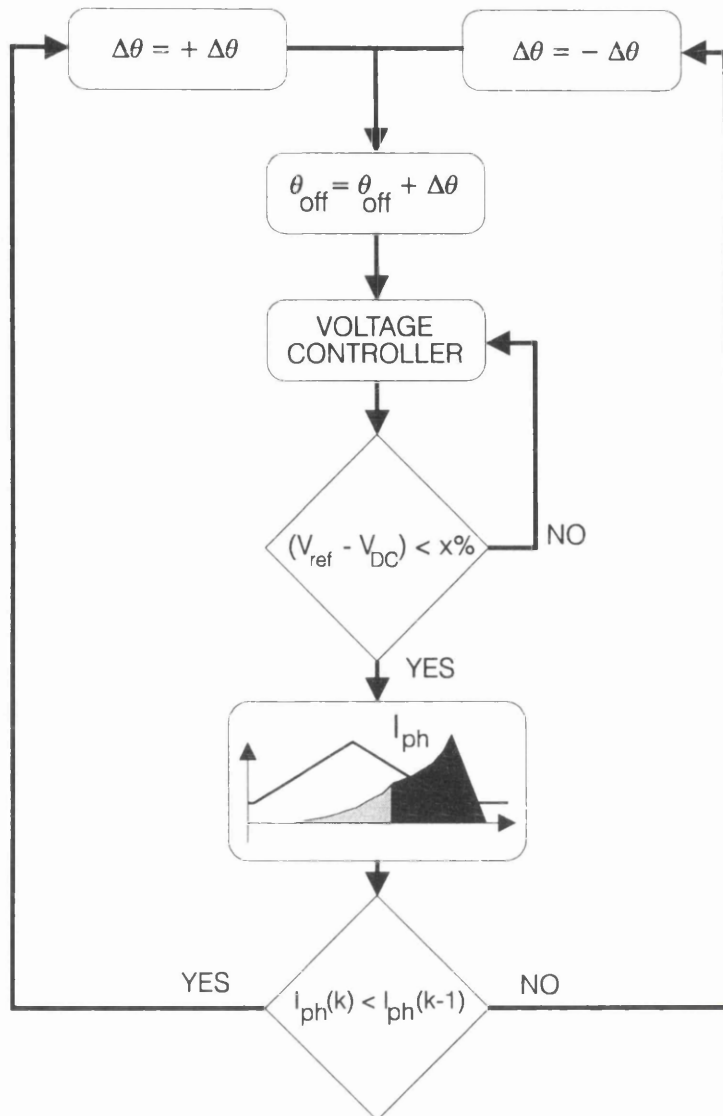 Δθ = + Δθ
Δθ = - Δθ
θoff = θoff + Δθ
VOLTAGE
CONTROLLER
(Vref - VDC) < x%
NO
YES
Iph
YES
iph(k) < Iph(k-1)
NO